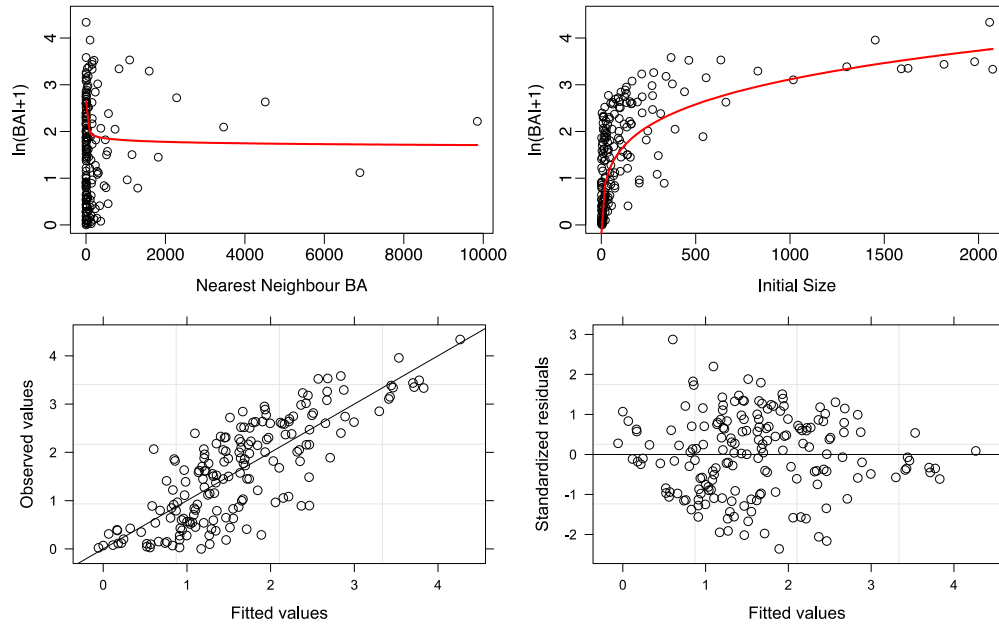 ln(BAI+1)
4
3
2
1
0
0 2000 4000 6000 8000 10000
Nearest Neighbour BA
ln(BAI+1)
4
3
2
1
0
0 500 1000 1500 2000
Initial Size
Observed values
4
3
2
1
0
0 1 2 3 4
Fitted values
Standardized residuals
3
2
1
0
-1
-2
0 1 2 3 4
Fitted values